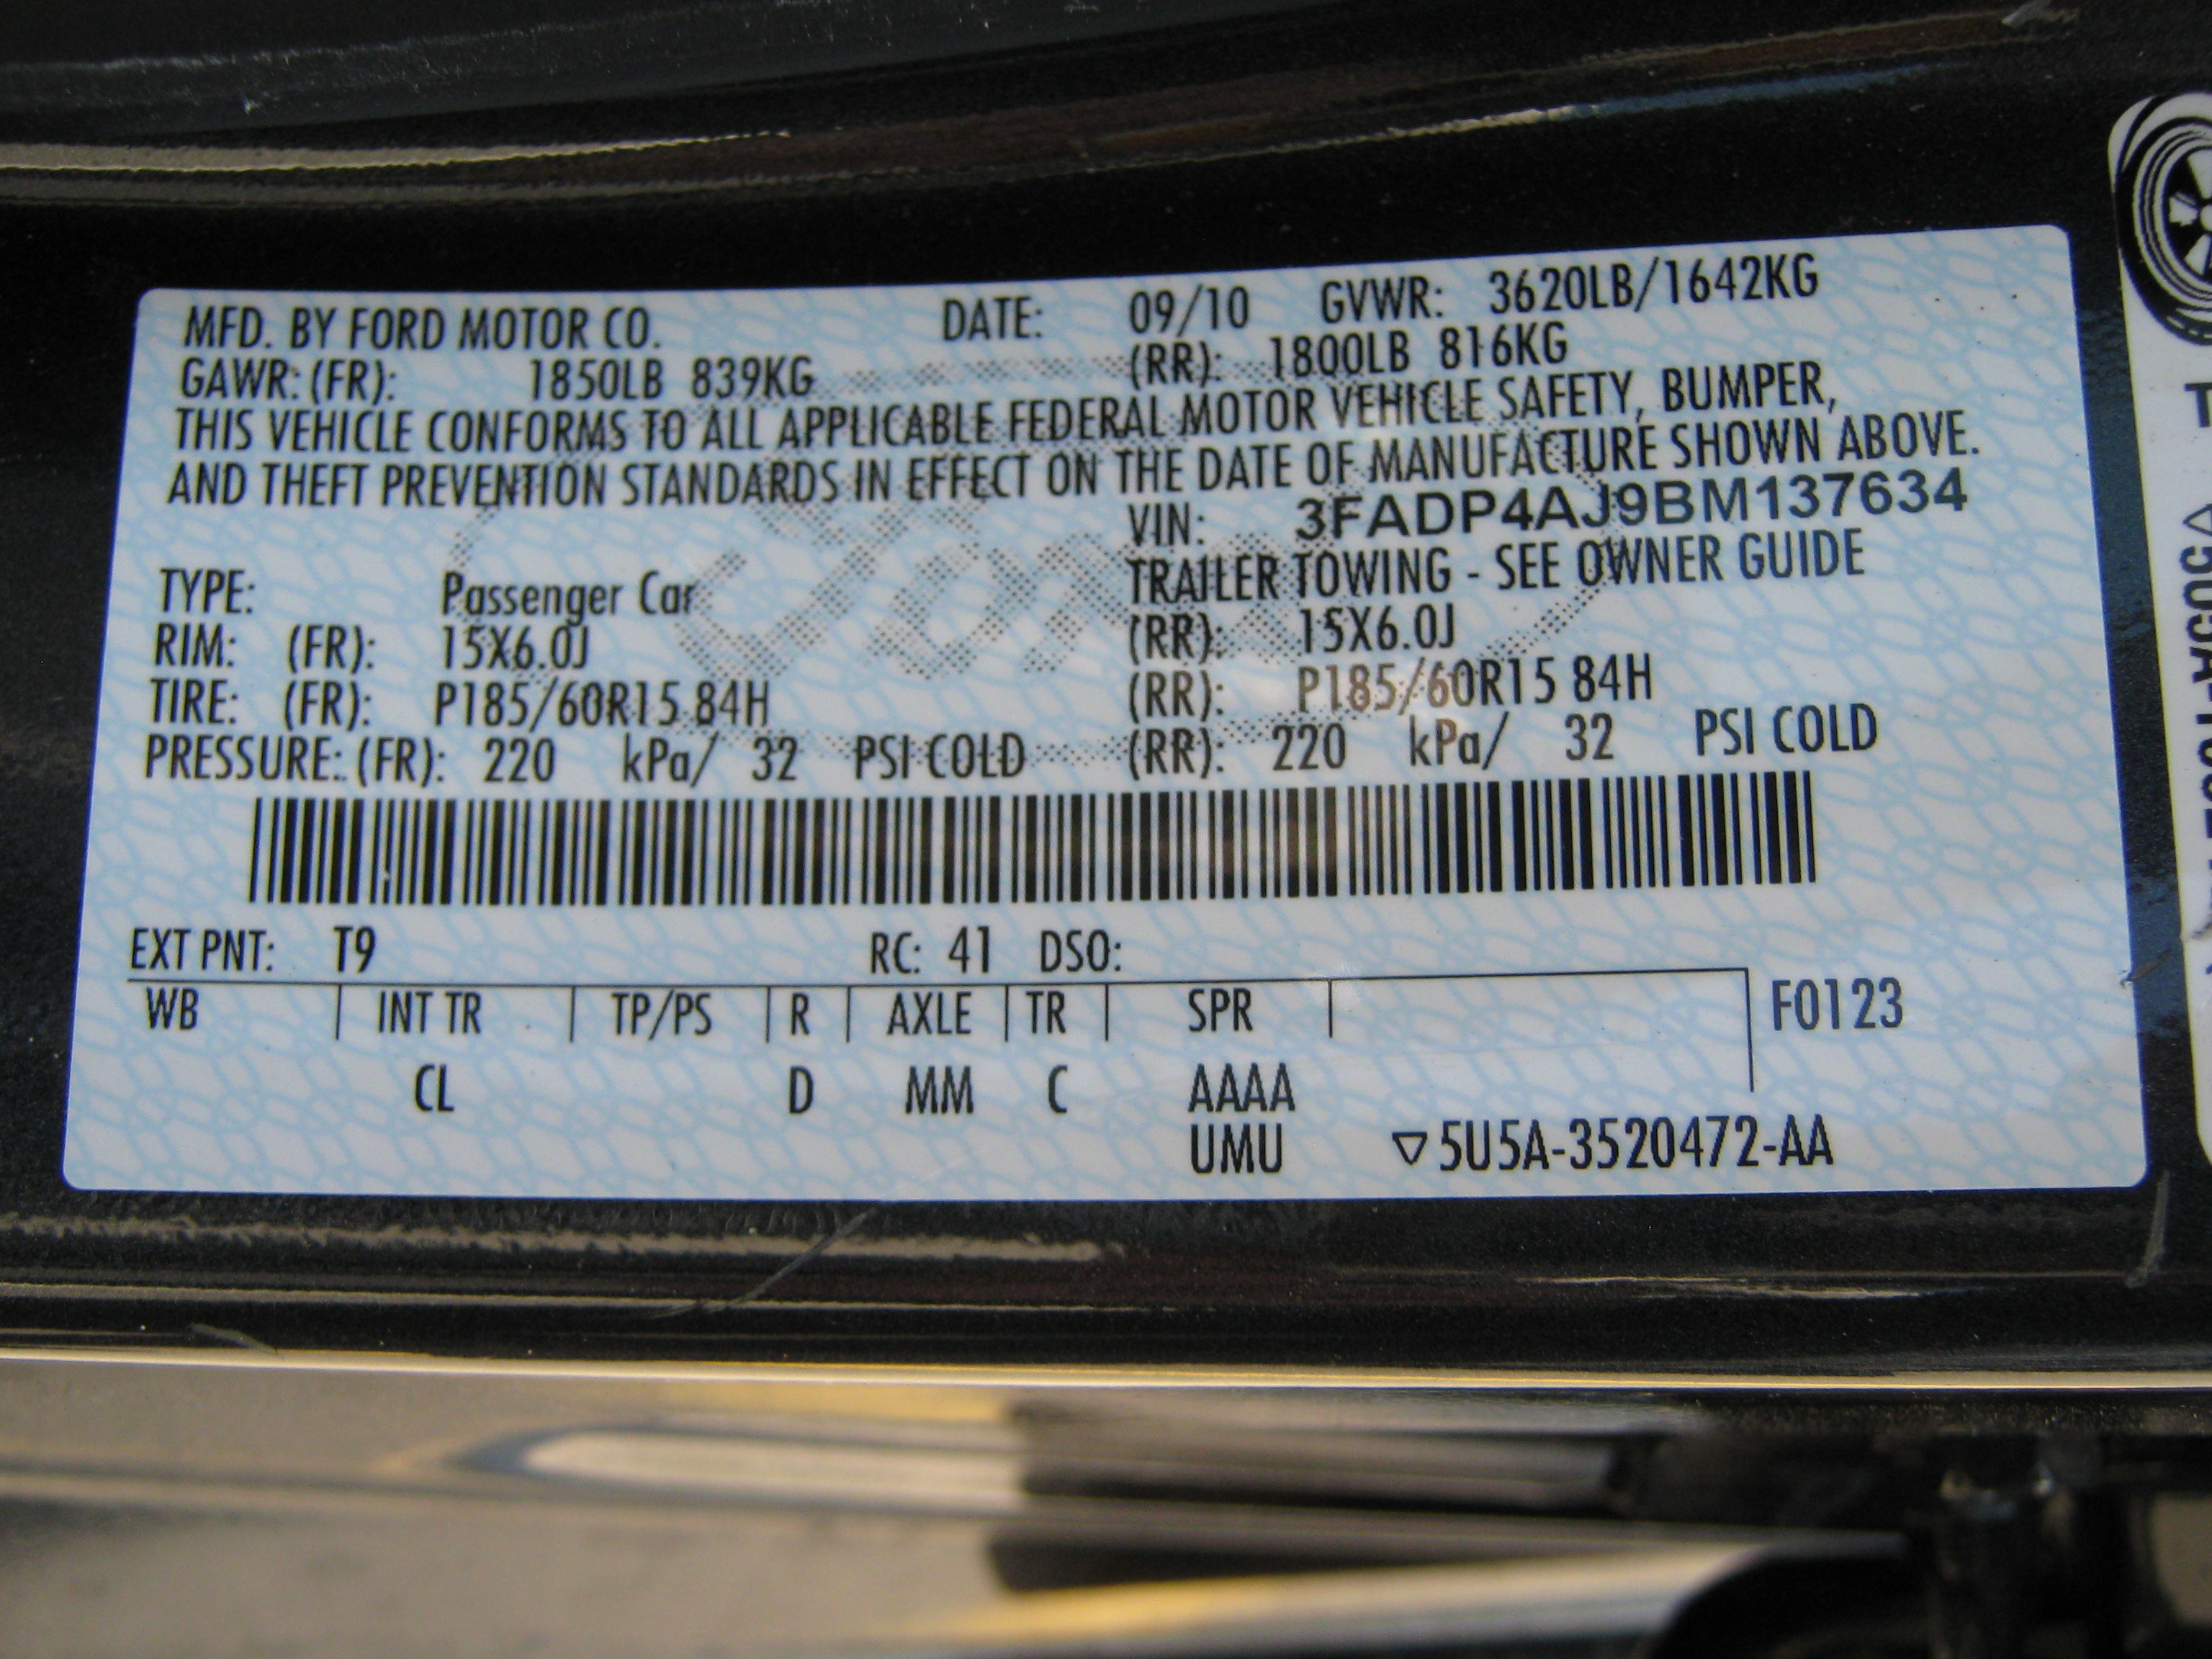 MFD. BY FORD MOTOR CO. DATE: 09/10 GVWR: 3620LB/1642KG
GAWR: (FR): 1850LB 839KG (RR): 1800LB 816KG
THIS VEHICLE CONFORMS TO ALL APPLICABLE FEDERAL MOTOR VEHICLE SAFETY, BUMPER,
AND THEFT PREVENTION STANDARDS IN EFFECT ON THE DATE OF MANUFACTURE SHOWN ABOVE.
VIN: 3FADP4AJ9BM137634
TYPE: Passenger Car TRAILER TOWING - SEE OWNER GUIDE
RIM: (FR): 15X6.0J (RR): 15X6.0J
TIRE: (FR): P185/60R15 84H (RR): P185/60R15 84H
PRESSURE: (FR): 220 kPa/ 32 PSI COLD (RR): 220 kPa/ 32 PSI COLD
Ford
EXT PNT: T9 RC: 41 DSO:
WB INT TR TP/PS R AXLE TR SPR F0123
CL D MM C AAAA
UMU ▽5U5A-3520472-AA